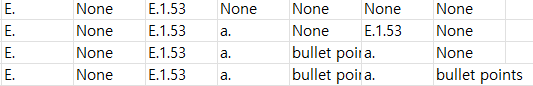 E. None E.1.53 None None None None
E. None E.1.53 a. None E.1.53 None
E. None E.1.53 a. bullet poi a. None
E. None E.1.53 a. bullet poi a. bullet points